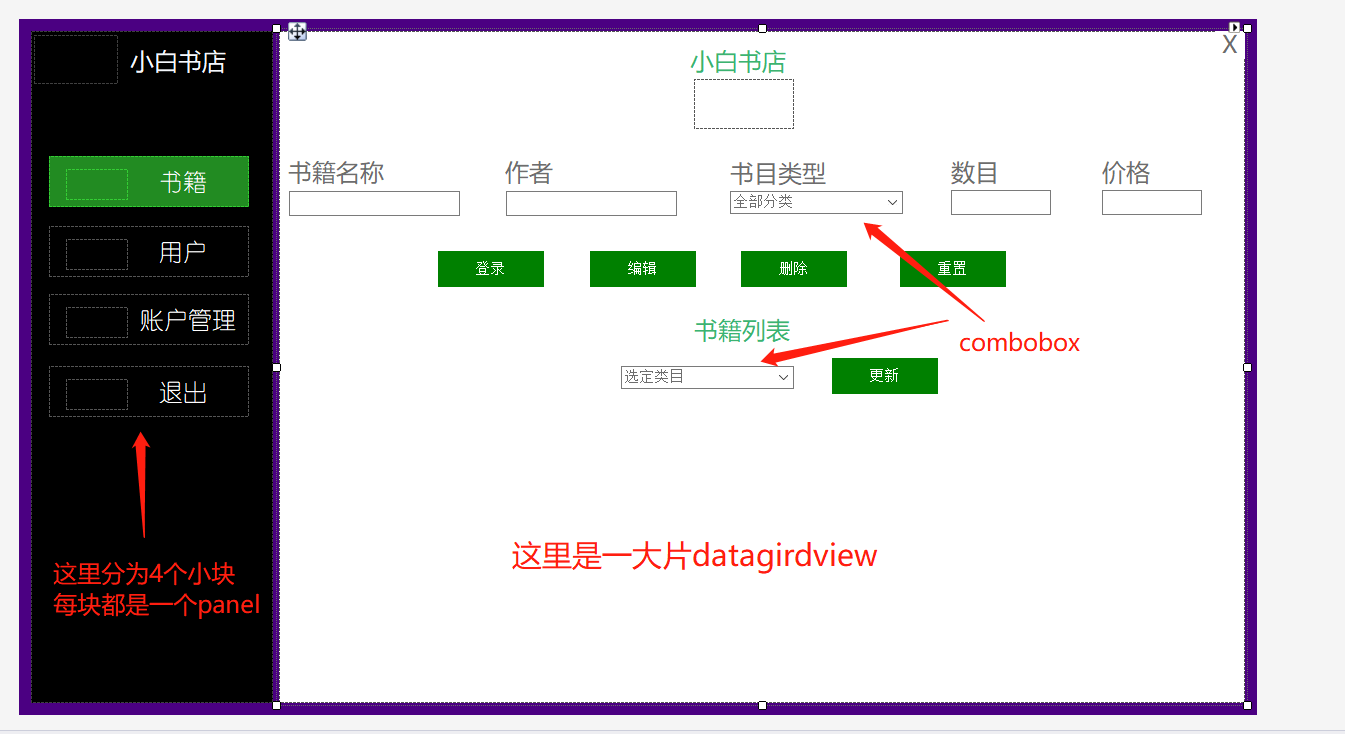 小白书店
小白书店
X
书籍
用户
账户管理
退出
书籍名称
作者
书目类型
数目
价格
全部分类
登录
编辑
删除
重置
书籍列表
combobox
选定类目
更新
这里是一大片datagirdview
这里分为4个小块
每块都是一个panel